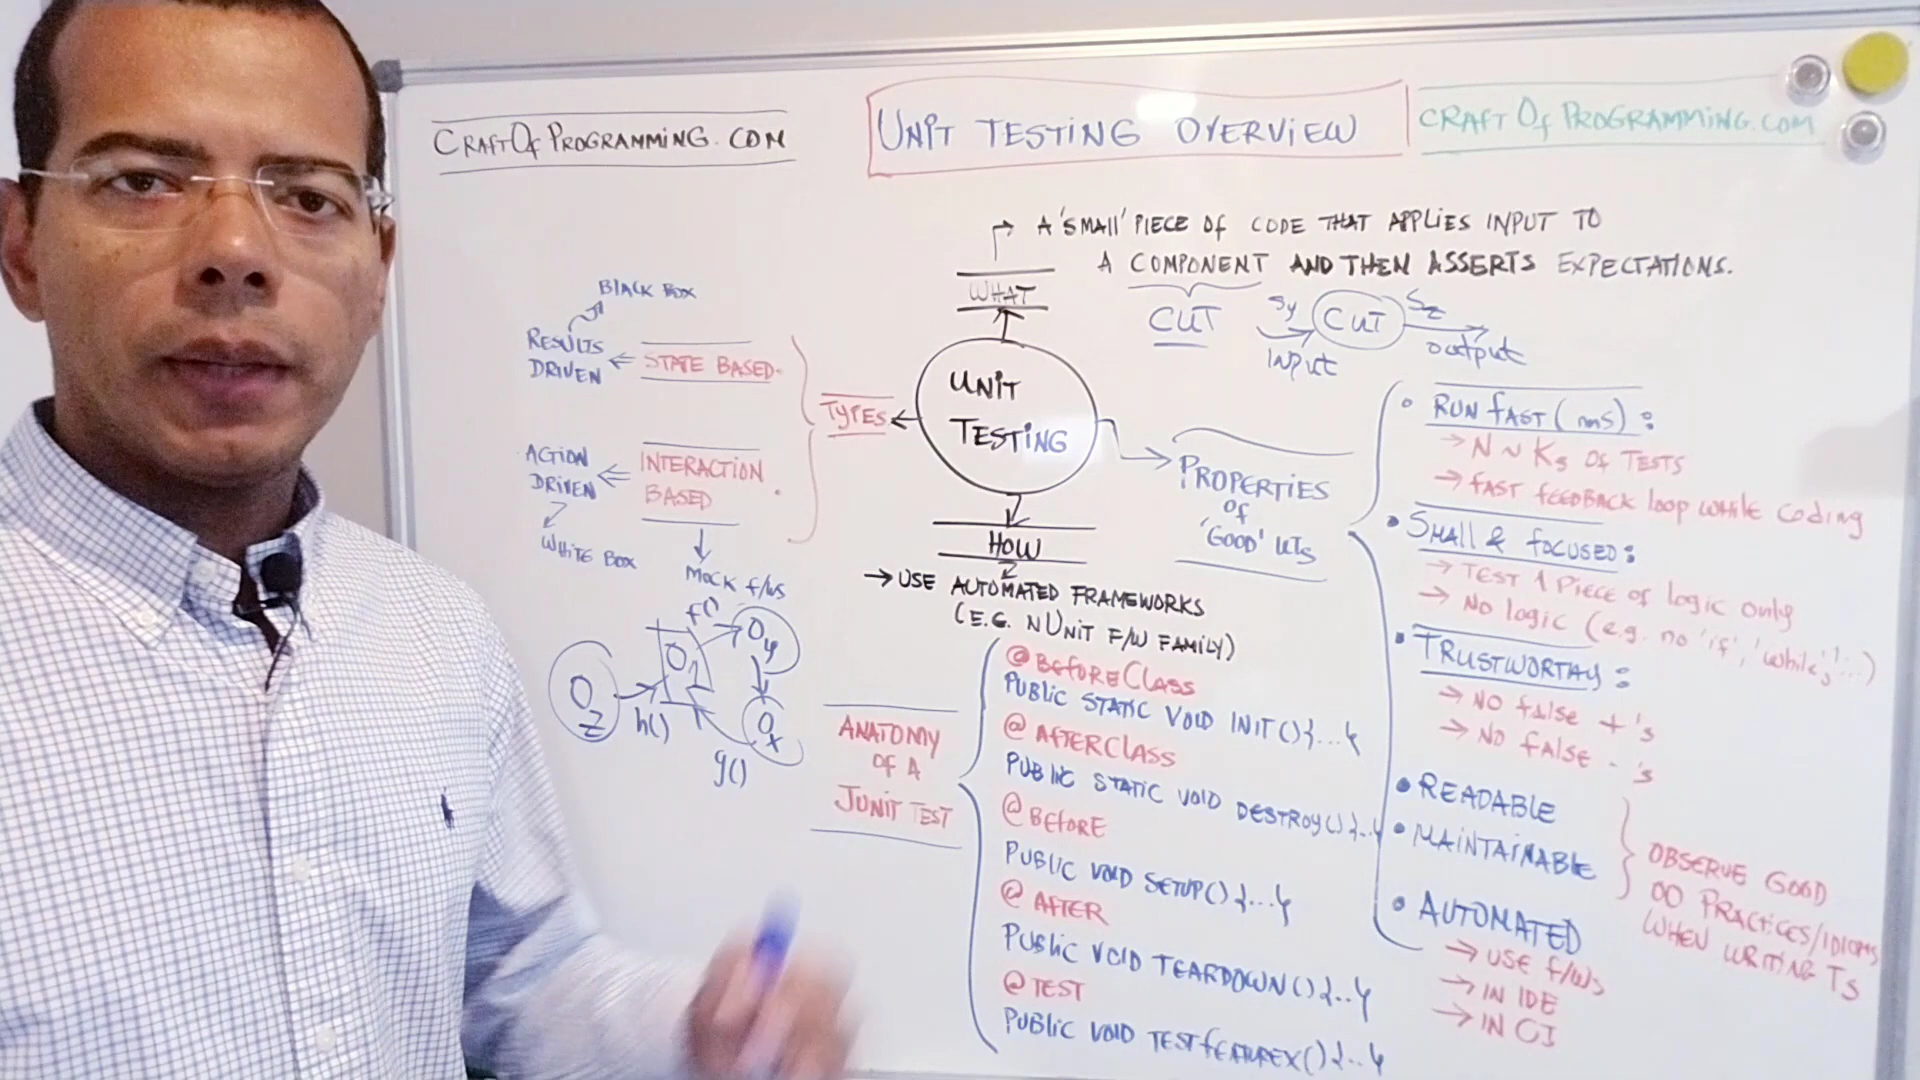 CRAFTOFPROGRAMMING.COM
UNIT TESTING OVERVIEW
CRAFTOFPROGRAMMING.COM
A 'SMALL' PIECE OF CODE THAT APPLIES INPUT TO
A COMPONENT AND THEN ASSERTS EXPECTATIONS.
WHAT
CUT
Sy
CUT
Sz
INPUT
OUTPUT
BLACK BOX
RESULTS
DRIVEN
STATE BASED
ACTION
DRIVEN
INTERACTION
BASED
WHITE BOX
MOCK F/WS
TYPES
UNIT
TESTING
PROPERTIES
OF
'GOOD' UTS
HOW
→ USE AUTOMATED FRAMEWORKS
(E.G. NUNIT F/W FAMILY)
f()
Oy
O1
Oz
h()
Ox
g()
ANATOMY
OF A
JUNIT TEST
@BEFORECLASS
PUBLIC STATIC VOID INIT(){...}
@AFTERCLASS
PUBLIC STATIC VOID DESTROY(){..}
@BEFORE
PUBLIC VOID SETUP(){...}
@AFTER
PUBLIC VOID TEARDOWN(){..}
@TEST
PUBLIC VOID TESTFEATUREX(){..}
• RUN FAST (ms):
→ N ~ Ks OF TESTS
→ FAST FEEDBACK LOOP WHILE CODING
• SMALL & FOCUSED:
→ TEST 1 PIECE OF LOGIC ONLY
→ NO LOGIC (e.g. no 'if', 'while', ...)
• TRUSTWORTHY:
→ NO FALSE +'s
→ NO FALSE -'s
• READABLE
• MAINTAINABLE
OBSERVE GOOD
OO PRACTICES/IDIOMS
WHEN WRITING TS
• AUTOMATED
→ USE F/WS
→ IN IDE
→ IN CI